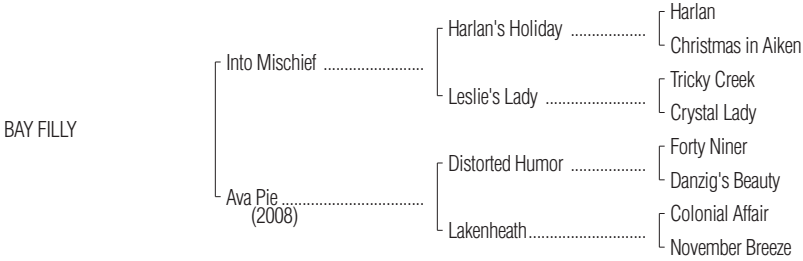 Harlan
Harlan's Holiday ..................
Christmas in Aiken
Into Mischief ........................
Tricky Creek
Leslie's Lady ........................
Crystal Lady
BAY FILLY
Forty Niner
Distorted Humor ..................
Danzig's Beauty
Ava Pie ..................................
(2008)
Colonial Affair
Lakenheath............................
November Breeze